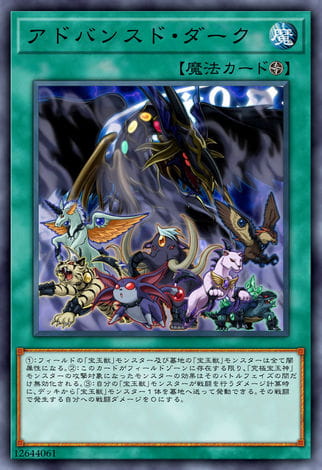 アドバンスド・ダーク
魔
【魔法カード】
①:フィールドの「宝玉獣」モンスター及び墓地の「宝玉獣」モンスターは全て闇
属性になる。②:このカードがフィールドゾーンに存在する限り、「究極宝玉神」
モンスターの攻撃対象になったモンスターの効果はそのバトルフェイズの間だ
け無効化される。③:自分の「宝玉獣」モンスターが戦闘を行うダメージ計算時
に、デッキから「宝玉獣」モンスター１体を墓地へ送って発動できる。その戦闘
で発生する自分への戦闘ダメージを０にする。
12644061